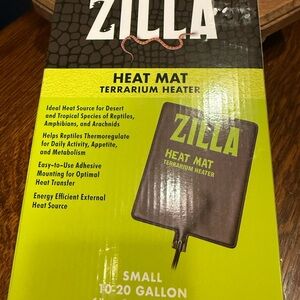 ZILLA
HEAT MAT
TERRARIUM HEATER
Ideal Heat Source for Desert
and Tropical Species of Reptiles,
Amphibians, and Arachnids
Helps Reptiles Thermoregulate
for Daily Activity, Appetite,
and Metabolism
Easy-to-Use Adhesive
Mounting for Optimal
Heat Transfer
Energy Efficient External
Heat Source
ZILLA
HEAT MAT
TERRARIUM HEATER
SMALL
10-20 GALLON